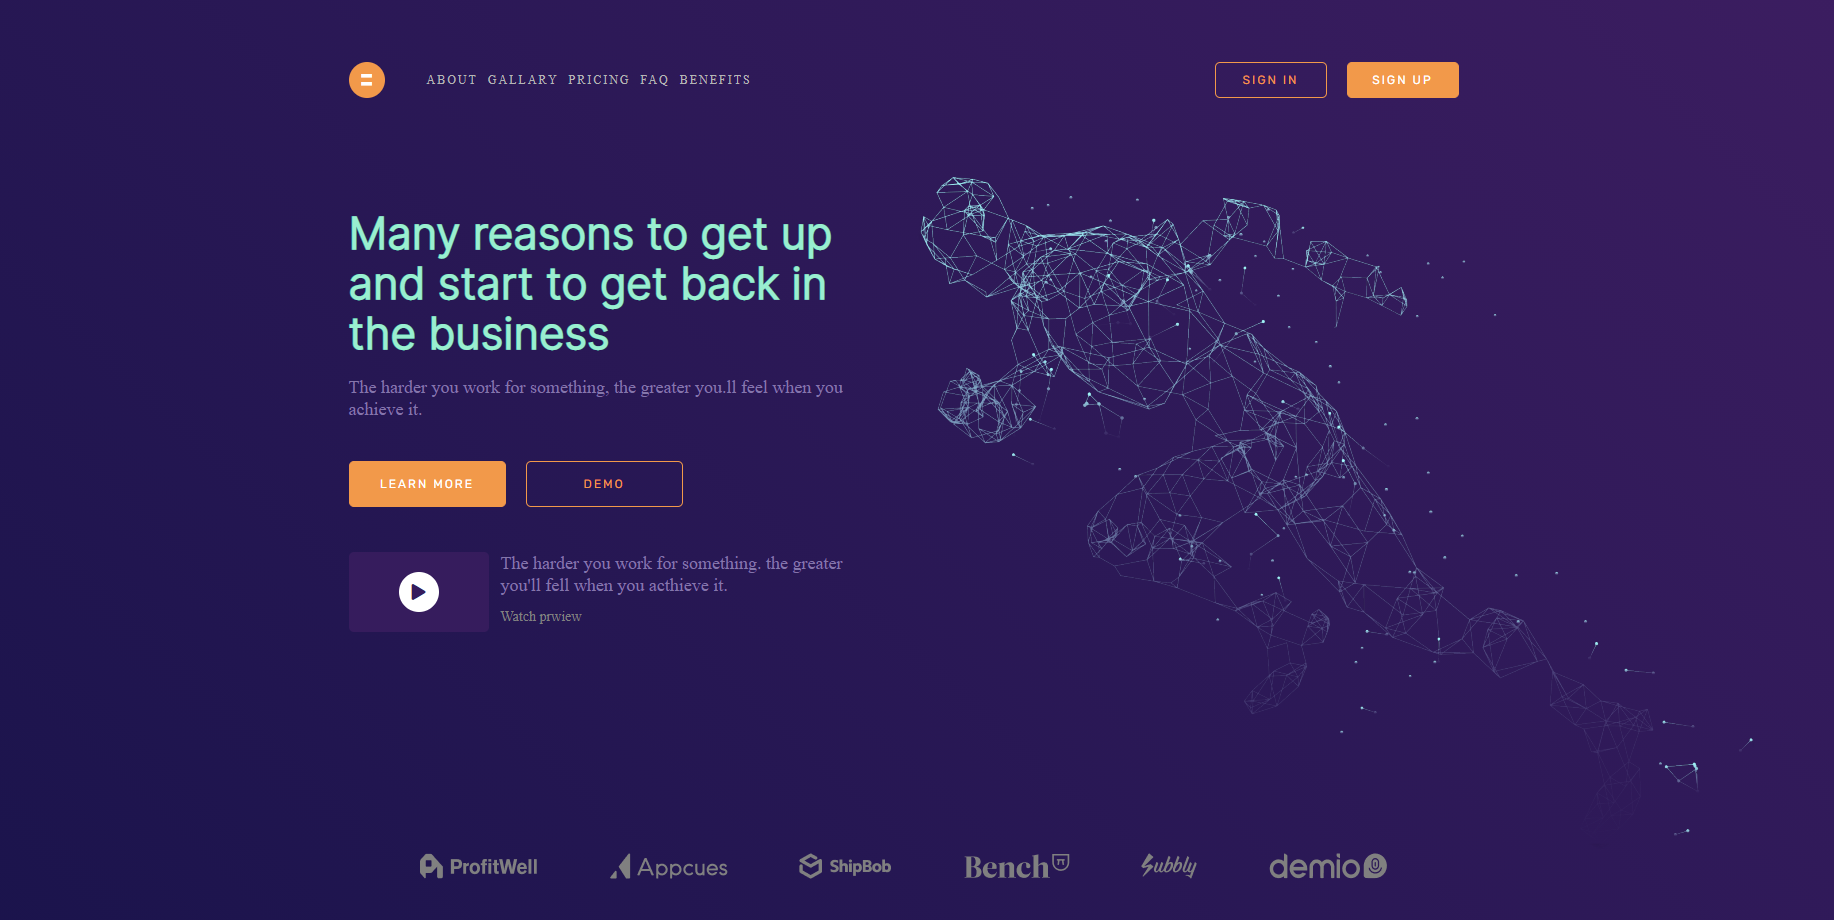 ABOUT GALLARY PRICING FAQ BENEFITS
SIGN IN
SIGN UP
Many reasons to get up
and start to get back in
the business
The harder you work for something, the greater you.ll feel when you
achieve it.
LEARN MORE
DEMO
The harder you work for something. the greater
you'll fell when you acthieve it.
Watch prwiew
ProfitWell
Appcues
ShipBob
Bench
Subbly
demio